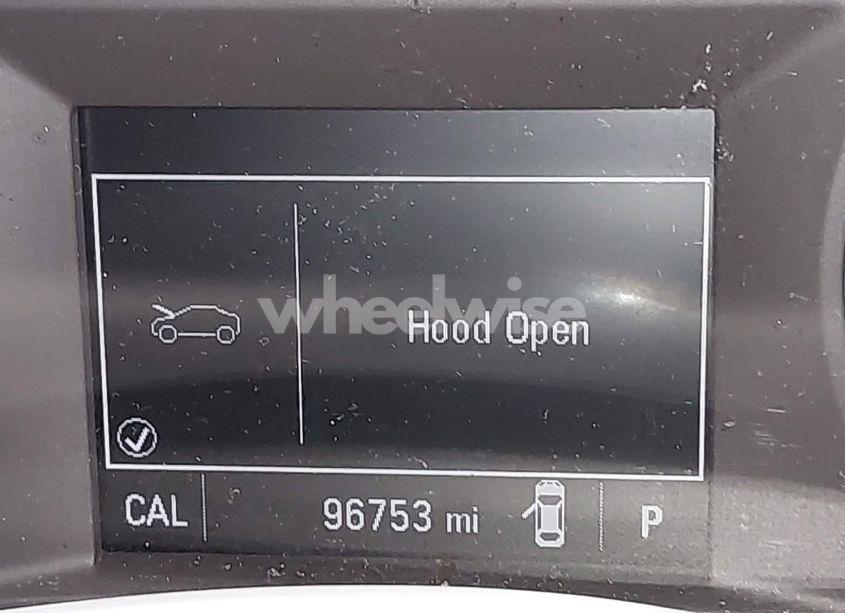 wheelwise
Hood Open
CAL 96753 mi P